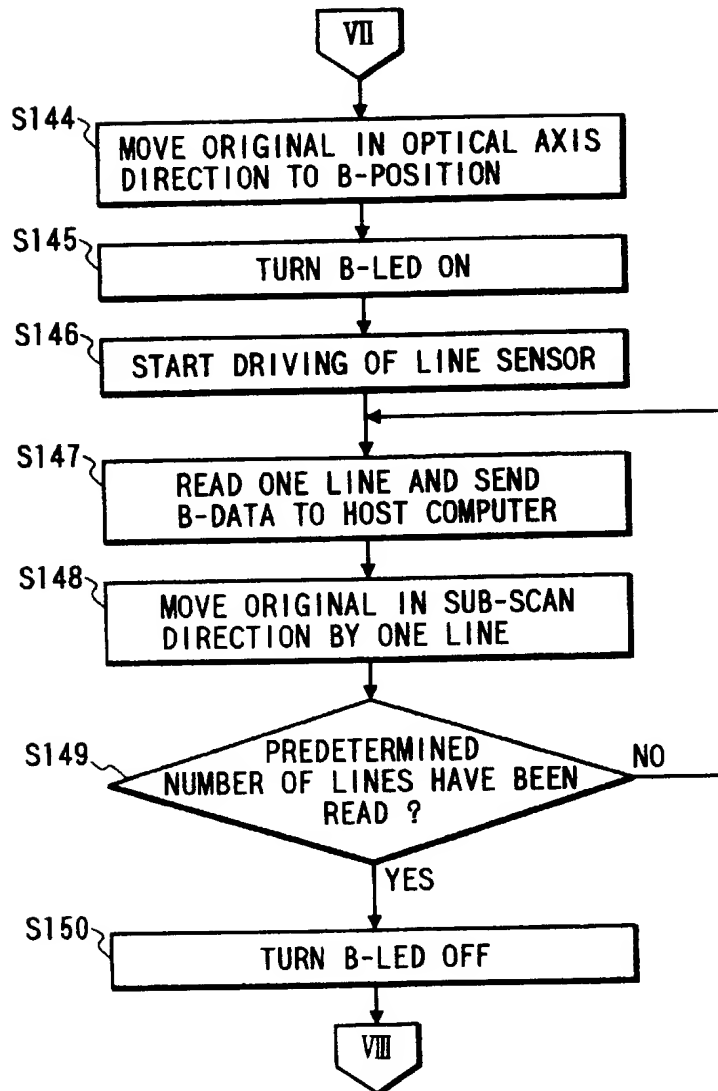 VII
S144
MOVE ORIGINAL IN OPTICAL AXIS
DIRECTION TO B-POSITION
S145
TURN B-LED ON
S146
START DRIVING OF LINE SENSOR
S147
READ ONE LINE AND SEND
B-DATA TO HOST COMPUTER
S148
MOVE ORIGINAL IN SUB-SCAN
DIRECTION BY ONE LINE
S149
PREDETERMINED
NUMBER OF LINES HAVE BEEN
READ ?
NO
YES
S150
TURN B-LED OFF
VIII